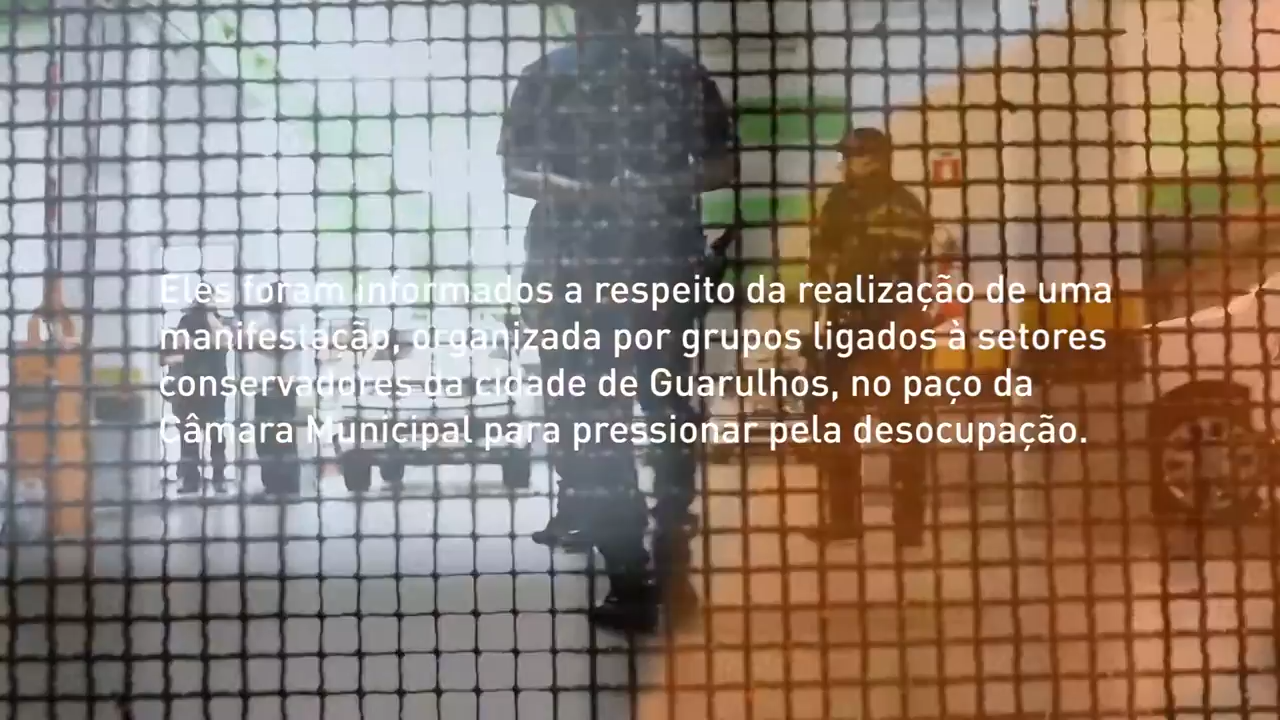 Eles foram informados a respeito da realização de uma
manifestação, organizada por grupos ligados à setores
conservadores da cidade de Guarulhos, no paço da
Câmara Municipal para pressionar pela desocupação.